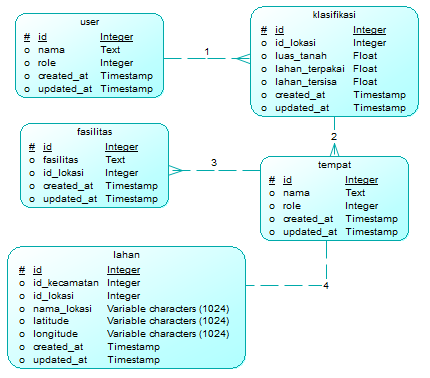 user
# id Integer
o nama Text
o role Integer
o created_at Timestamp
o updated_at Timestamp
1
klasifikasi
# id Integer
o id_lokasi Integer
o luas_tanah Float
o lahan_terpakai Float
o lahan_tersisa Float
o created_at Timestamp
o updated_at Timestamp
2
fasilitas
# id Integer
o fasilitas Text
o id_lokasi Integer
o created_at Timestamp
o updated_at Timestamp
3
tempat
# id Integer
o nama Text
o role Integer
o created_at Timestamp
o updated_at Timestamp
4
lahan
# id Integer
o id_kecamatan Integer
o id_lokasi Integer
o nama_lokasi Variable characters (1024)
o latitude Variable characters (1024)
o longitude Variable characters (1024)
o created_at Timestamp
o updated_at Timestamp